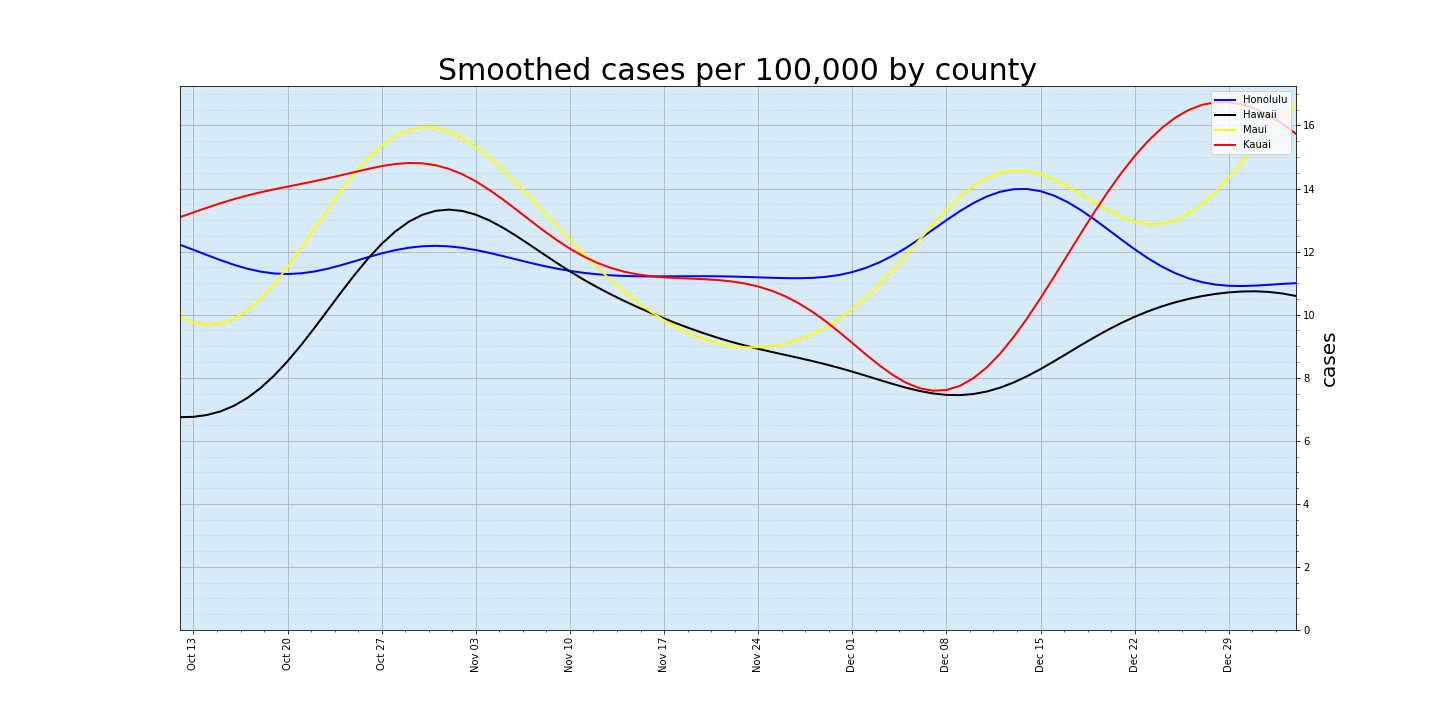 Smoothed cases per 100,000 by county
Honolulu
Hawaii
Maui
Kauai
16
14
12
10
8
6
4
2
0
cases
Oct 13
Oct 20
Oct 27
Nov 03
Nov 10
Nov 17
Nov 24
Dec 01
Dec 08
Dec 15
Dec 22
Dec 29